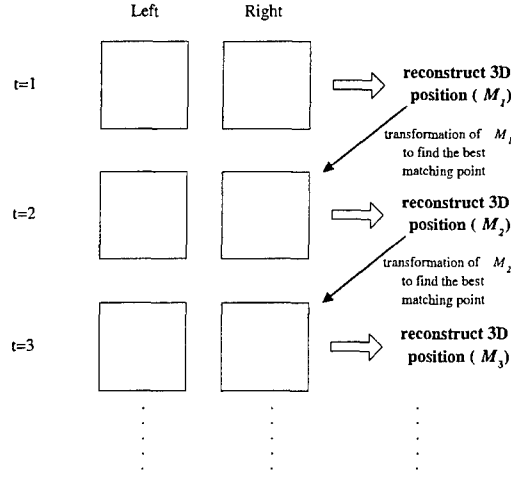 Left Right
t=1
reconstruct 3D
position ( M1)
transformation of M1
to find the best
matching point
t=2
reconstruct 3D
position ( M2)
transformation of M2
to find the best
matching point
t=3
reconstruct 3D
position ( M3)